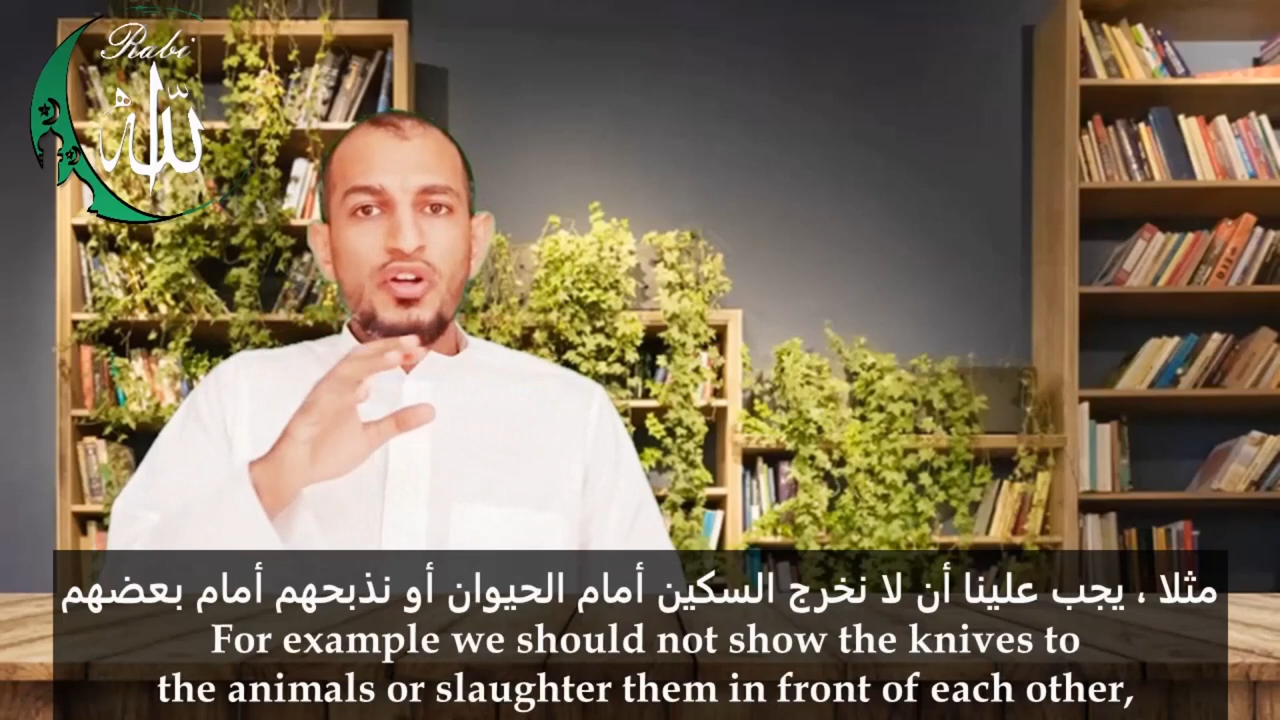 Rabi
الله
مثلا ، يجب علينا أن لا نخرج السكين أمام الحيوان أو نذبحهم أمام بعضهم
For example we should not show the knives to
the animals or slaughter them in front of each other,